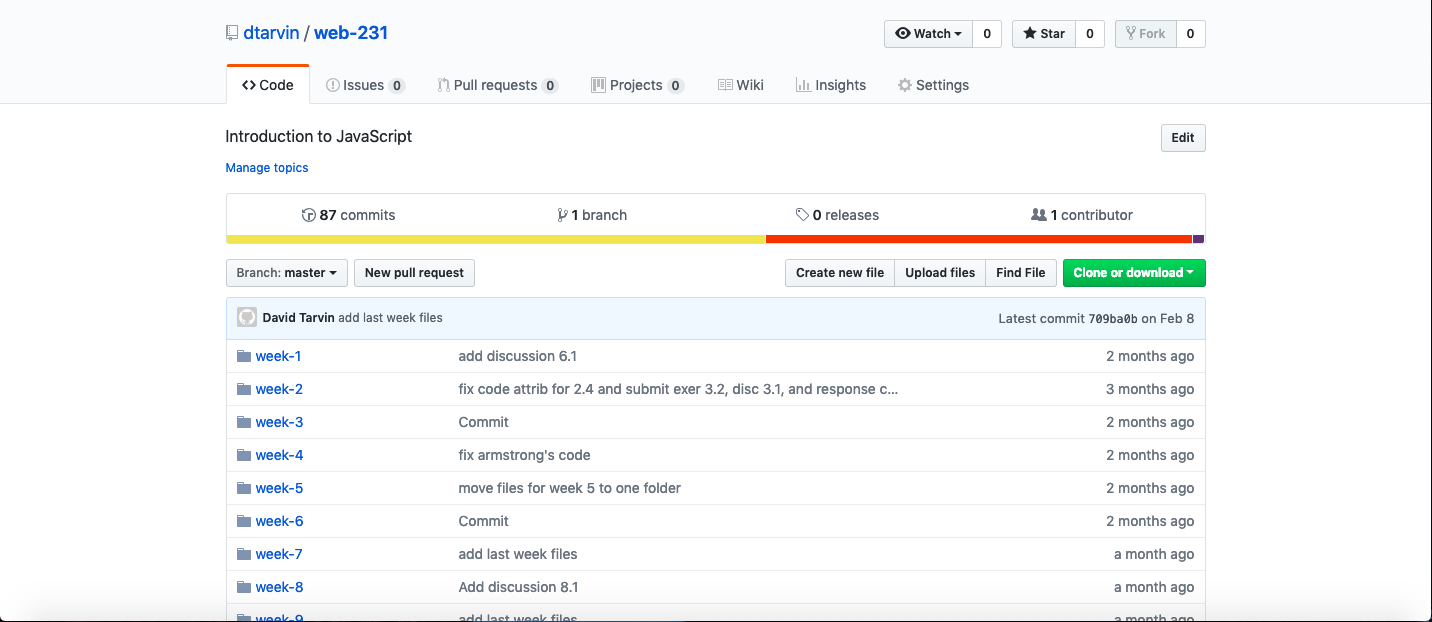 dtarvin / web-231
Watch 0 Star 0 Fork 0
Code Issues 0 Pull requests 0 Projects 0 Wiki Insights Settings
Introduction to JavaScript Edit
Manage topics
87 commits 1 branch 0 releases 1 contributor
Branch: master New pull request Create new file Upload files Find File Clone or download
David Tarvin add last week files Latest commit 709ba0b on Feb 8
week-1 add discussion 6.1 2 months ago
week-2 fix code attrib for 2.4 and submit exer 3.2, disc 3.1, and response c... 3 months ago
week-3 Commit 2 months ago
week-4 fix armstrong's code 2 months ago
week-5 move files for week 5 to one folder 2 months ago
week-6 Commit 2 months ago
week-7 add last week files a month ago
week-8 Add discussion 8.1 a month ago
week-9 add last week files a month ago